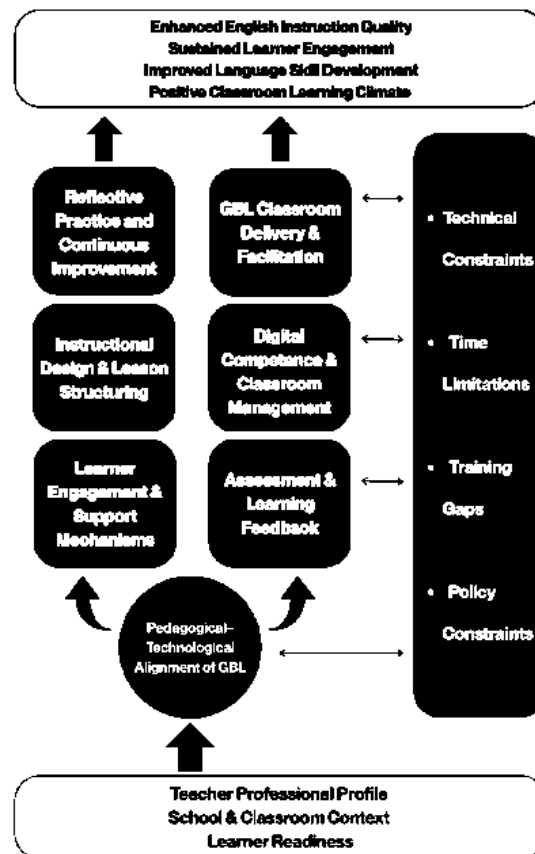 Enhanced English Instruction Quality
Sustained Learner Engagement
Improved Language Skill Development
Positive Classroom Learning Climate
Reflective
Practice and
Continuous
Improvement
GBL Classroom
Delivery &
Facilitation
Instructional
Design & Lesson
Structuring
Digital
Competence &
Classroom
Management
Learner
Engagement &
Support
Mechanisms
Assessment &
Learning
Feedback
• Technical
Constraints
• Time
Limitations
• Training
Gaps
• Policy
Constraints
Pedagogical–
Technological
Alignment of GBL
Teacher Professional Profile
School & Classroom Context
Learner Readiness